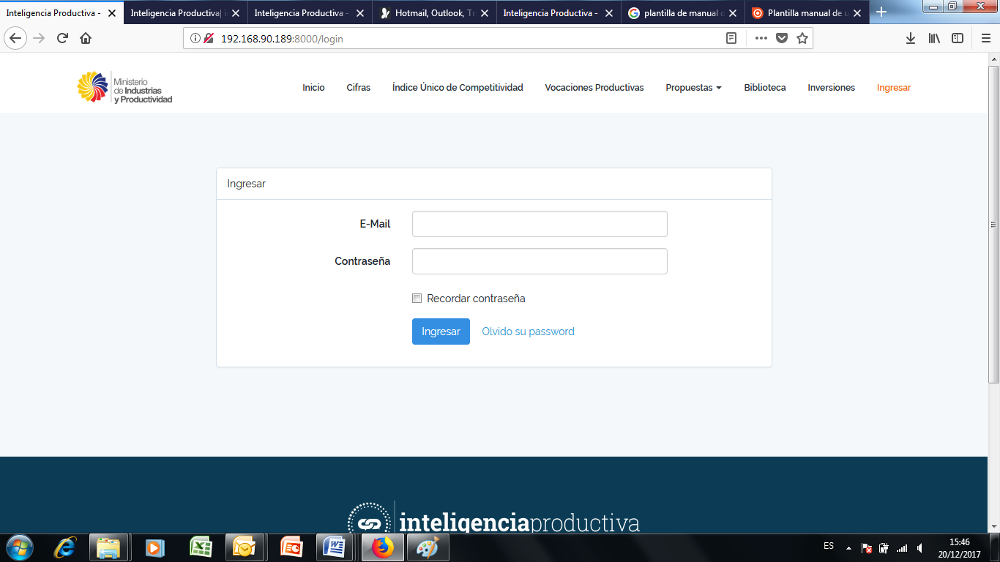 Inteligencia Productiva -
Inteligencia Productiva|
Inteligencia Productiva -
Hotmail, Outlook, Tr
Inteligencia Productiva -
plantilla de manual d
Plantilla manual de u
192.168.90.189:8000/login
Ministerio
de Industrias
y Productividad
Inicio
Cifras
Índice Único de Competitividad
Vocaciones Productivas
Propuestas
Biblioteca
Inversiones
Ingresar
Ingresar
E-Mail
Contraseña
Recordar contraseña
Ingresar
Olvido su password
inteligenciaproductiva
ES
15:46
20/12/2017